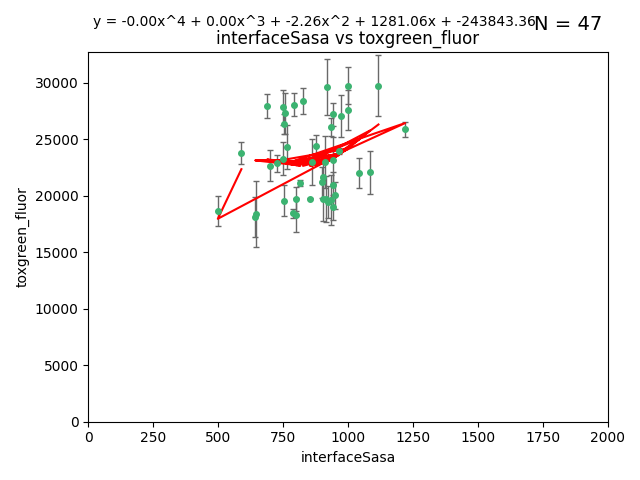 y = -0.00x^4 + 0.00x^3 + -2.26x^2 + 1281.06x + -243843.36
N = 47
interfaceSasa vs toxgreen_fluor
30000
25000
20000
15000
10000
5000
0
toxgreen_fluor
0 250 500 750 1000 1250 1500 1750 2000
interfaceSasa